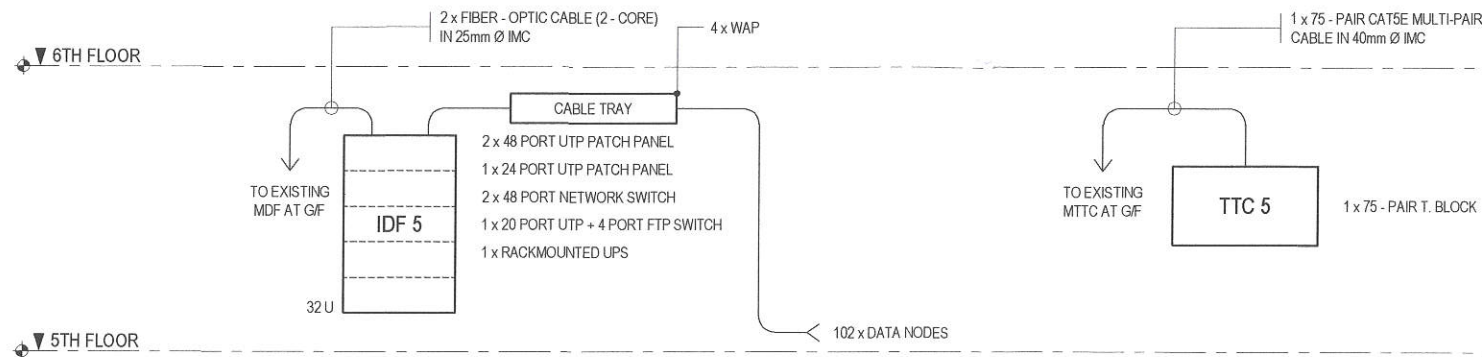 2 x FIBER - OPTIC CABLE (2 - CORE)
IN 25mm Ø IMC
4 x WAP
1 x 75 - PAIR CAT5E MULTI-PAIR
CABLE IN 40mm Ø IMC
6TH FLOOR
CABLE TRAY
2 x 48 PORT UTP PATCH PANEL
1 x 24 PORT UTP PATCH PANEL
2 x 48 PORT NETWORK SWITCH
1 x 20 PORT UTP + 4 PORT FTP SWITCH
1 x RACKMOUNTED UPS
TO EXISTING
MDF AT G/F
IDF 5
32 U
TO EXISTING
MTTC AT G/F
TTC 5
1 x 75 - PAIR T. BLOCK
102 x DATA NODES
5TH FLOOR